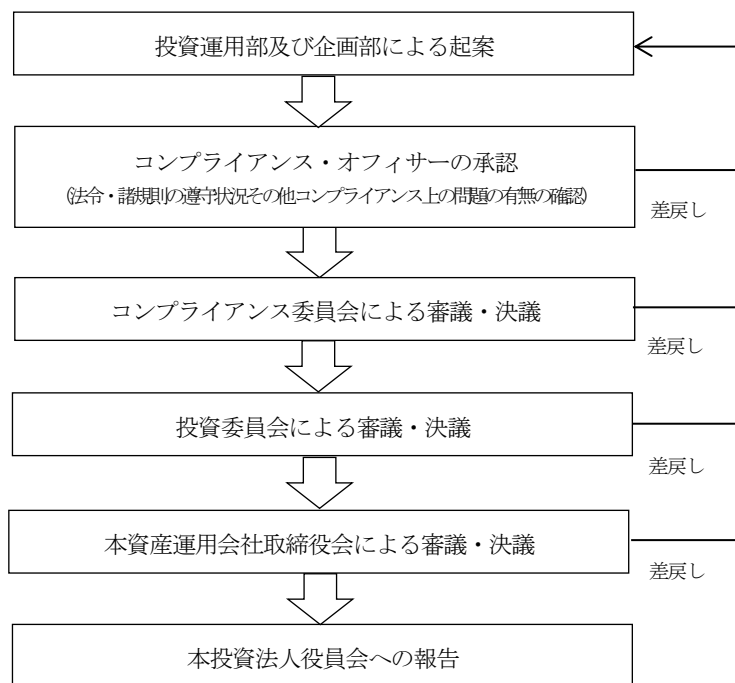 投資運用部及び企画部による起案
コンプライアンス・オフィサーの承認
(法令・諸規則の遵守状況その他コンプライアンス上の問題の有無の確認)
差戻し
コンプライアンス委員会による審議・決議
差戻し
投資委員会による審議・決議
差戻し
本資産運用会社取締役会による審議・決議
差戻し
本投資法人役員会への報告